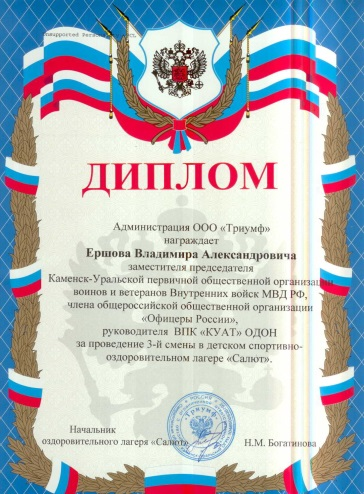 ДИПЛОМ
Администрация ООО «Триумф»
награждает
Ершова Владимира Александровича
заместителя председателя
Каменск-Уральской первичной общественной организации
воинов и ветеранов Внутренних войск МВД РФ,
члена общероссийской общественной организации
«Офицеры России»,
руководителя ВПК «КУАТ» ОДОН
за проведение 3-й смены в детском спортивно-
оздоровительном лагере «Салют».
Начальник
оздоровительного лагеря «Салют»
Н.М. Богатинова
Триумф